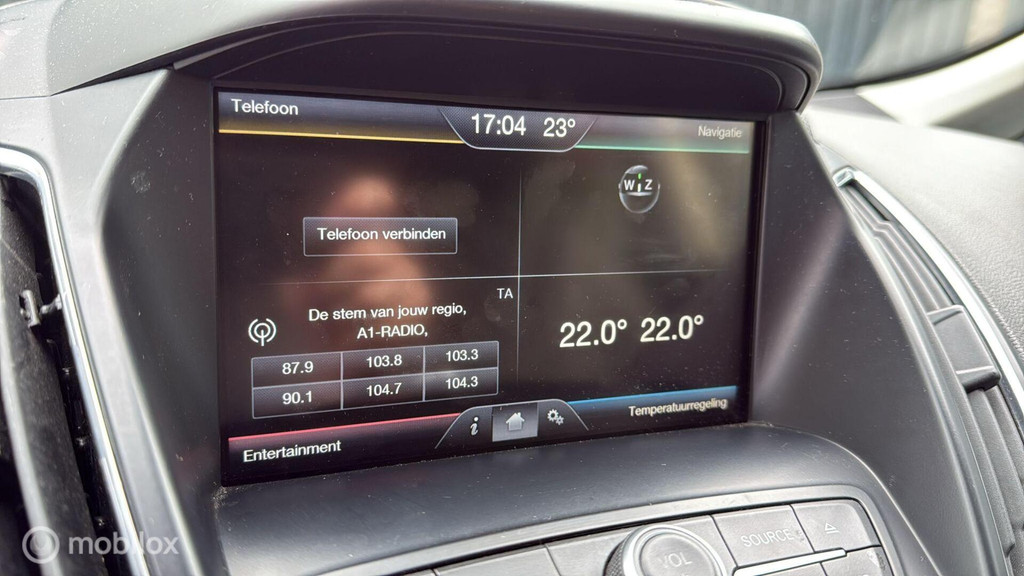 Telefoon
17:04 23°
Navigatie
W Z
Telefoon verbinden
TA
De stem van jouw regio,
A1-RADIO,
87.9 103.8 103.3
90.1 104.7 104.3
22.0° 22.0°
i
Entertainment
Temperatuurregeling
VOL
SOURCE
mobilox